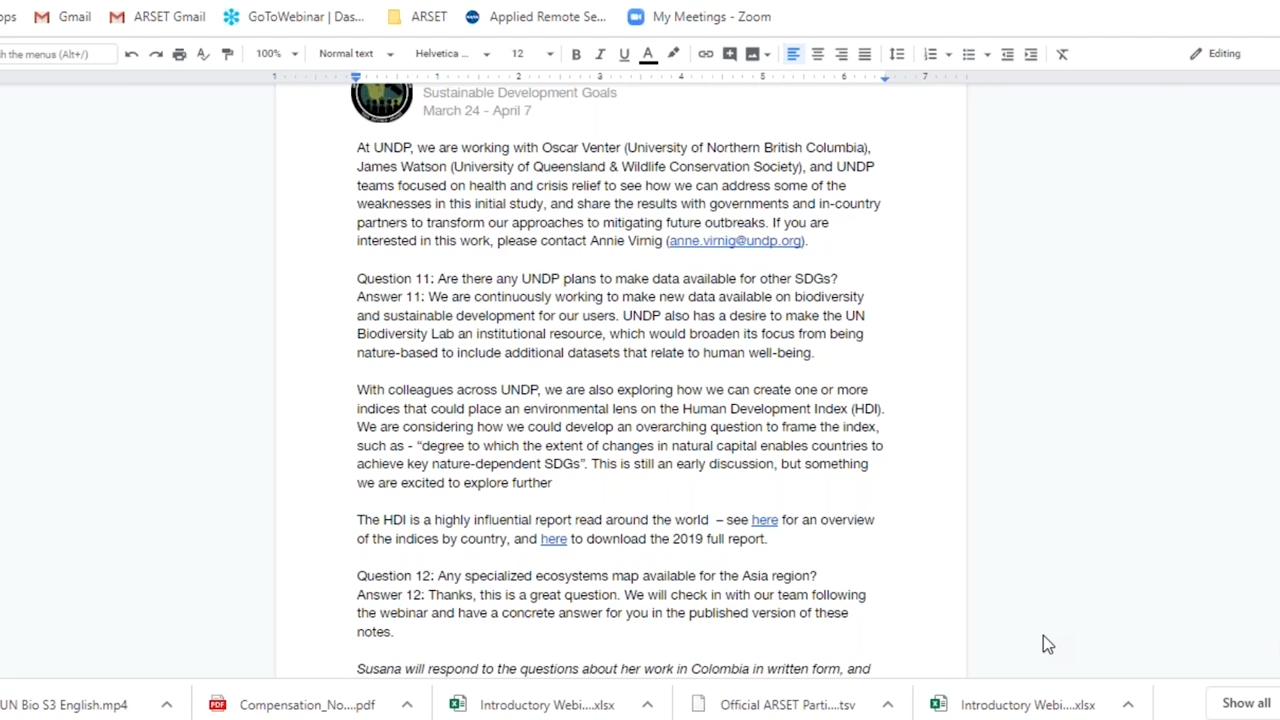 ops Gmail ARSET Gmail GoToWebinar | Das... ARSET Applied Remote Se... My Meetings - Zoom
ch the menus (Alt+/) 100% Normal text Helvetica ... 12 B I U A Editing
1 1 2 3 4 5 6 7
Sustainable Development Goals
March 24 - April 7
At UNDP, we are working with Oscar Venter (University of Northern British Columbia),
James Watson (University of Queensland & Wildlife Conservation Society), and UNDP
teams focused on health and crisis relief to see how we can address some of the
weaknesses in this initial study, and share the results with governments and in-country
partners to transform our approaches to mitigating future outbreaks. If you are
interested in this work, please contact Annie Virnig (anne.virnig@undp.org).
Question 11: Are there any UNDP plans to make data available for other SDGs?
Answer 11: We are continuously working to make new data available on biodiversity
and sustainable development for our users. UNDP also has a desire to make the UN
Biodiversity Lab an institutional resource, which would broaden its focus from being
nature-based to include additional datasets that relate to human well-being.
With colleagues across UNDP, we are also exploring how we can create one or more
indices that could place an environmental lens on the Human Development Index (HDI).
We are considering how we could develop an overarching question to frame the index,
such as - “degree to which the extent of changes in natural capital enables countries to
achieve key nature-dependent SDGs”. This is still an early discussion, but something
we are excited to explore further
The HDI is a highly influential report read around the world – see here for an overview
of the indices by country, and here to download the 2019 full report.
Question 12: Any specialized ecosystems map available for the Asia region?
Answer 12: Thanks, this is a great question. We will check in with our team following
the webinar and have a concrete answer for you in the published version of these
notes.
Susana will respond to the questions about her work in Colombia in written form, and
UN Bio S3 English.mp4 Compensation_No....pdf Introductory Webi....xlsx Official ARSET Parti....tsv Introductory Webi....xlsx Show all